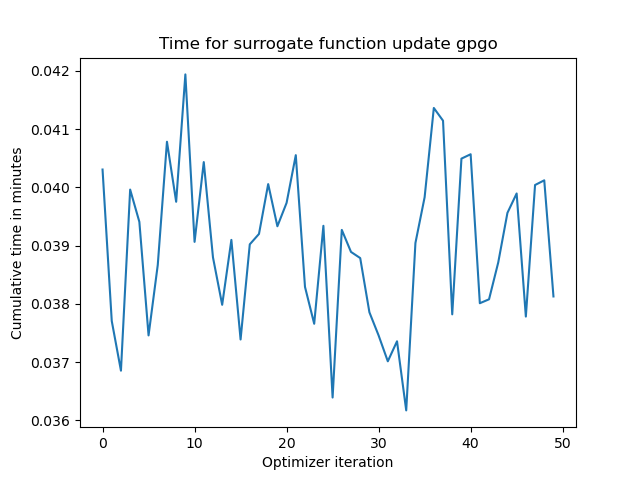 Time for surrogate function update gpgo
0.042
0.041
0.040
0.039
0.038
0.037
0.036
Cumulative time in minutes
0 10 20 30 40 50
Optimizer iteration